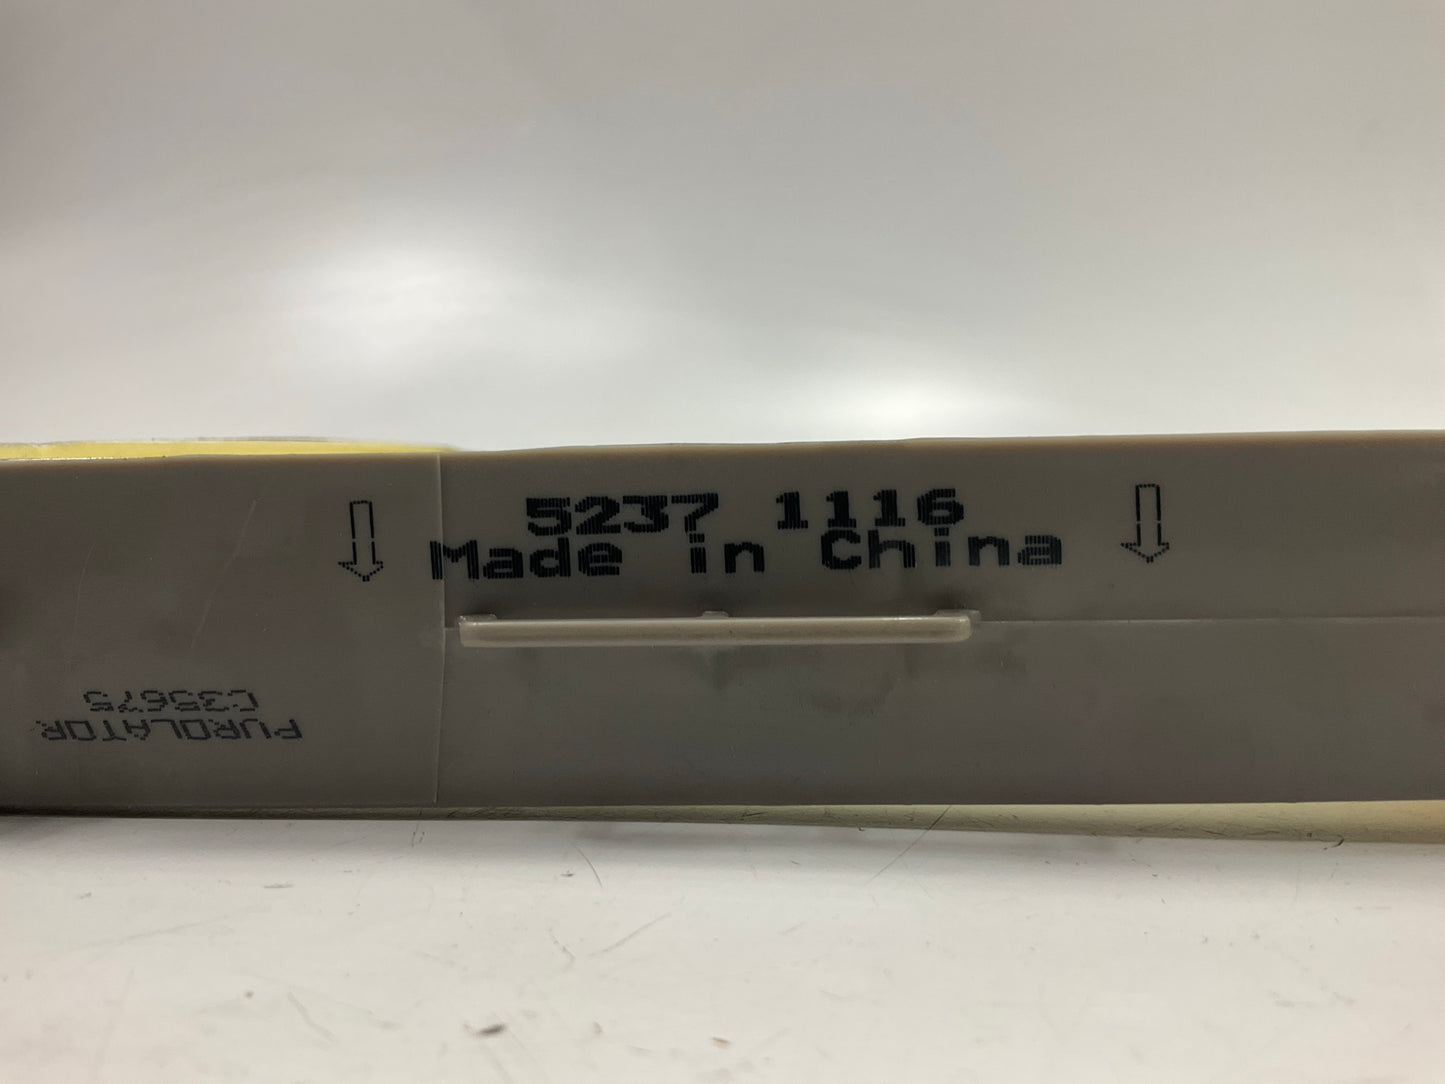 5237 1116
Made in China
PUROLATOR
C35675